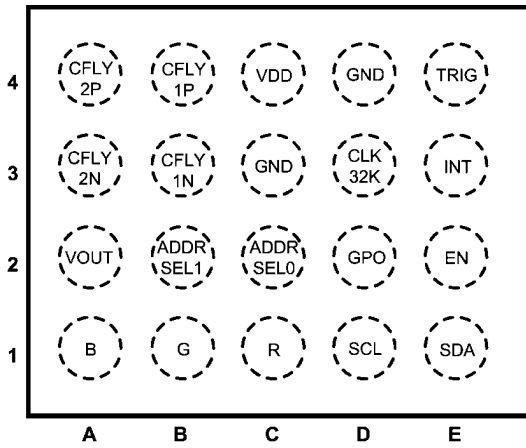 4
CFLY
2P
CFLY
1P
VDD
GND
TRIG
3
CFLY
2N
CFLY
1N
GND
CLK
32K
INT
2
VOUT
ADDR
SEL1
ADDR
SEL0
GPO
EN
1
B
G
R
SCL
SDA
A
B
C
D
E